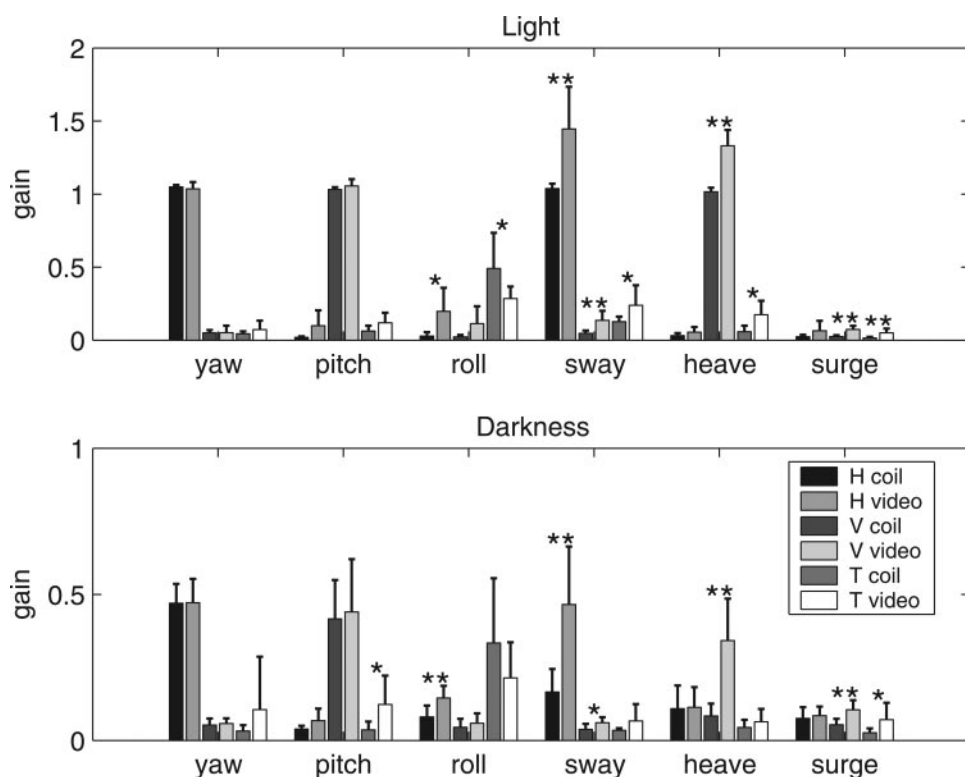 Light
2
1.5
1
0.5
0
gain
**
**
*
*
**
*
*
**
**
yaw
pitch
roll
sway
heave
surge
Darkness
1
0.5
0
gain
H coil
H video
V coil
V video
T coil
T video
**
**
*
**
*
**
*
yaw
pitch
roll
sway
heave
surge